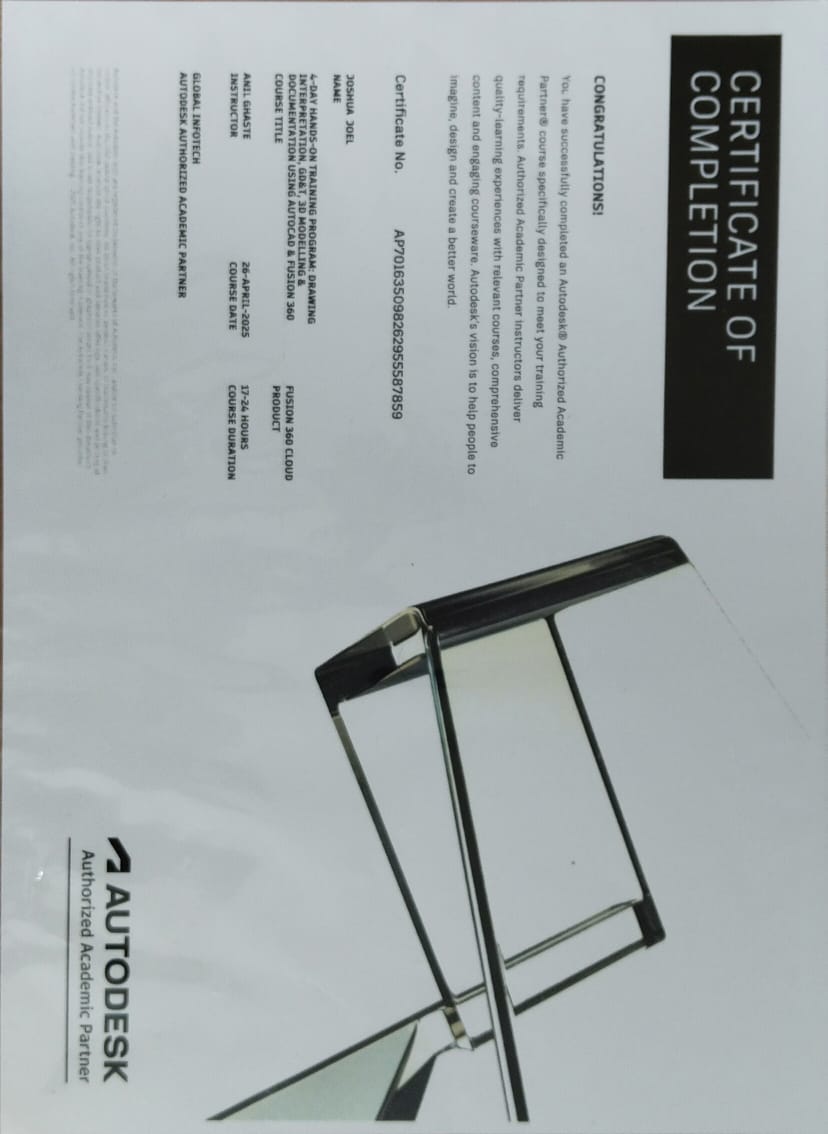 CERTIFICATE OF
COMPLETION
CONGRATULATIONS!
You have successfully completed an Autodesk® Authorized Academic
Partner® course specifically designed to meet your training
requirements. Authorized Academic Partner instructors deliver
quality-learning experiences with relevant courses, comprehensive
content and engaging courseware. Autodesk's vision is to help people to
imagine, design and create a better world.
Certificate No. AP7016350982629555587859
JOSHUA JOEL
NAME
4-DAY HANDS-ON TRAINING PROGRAM: DRAWING
INTERPRETATION, GD&T, 3D MODELLING &
DOCUMENTATION USING AUTOCAD & FUSION 360
COURSE TITLE
FUSION 360 CLOUD
PRODUCT
ANIL GHASTE
INSTRUCTOR
26-APRIL-2025
COURSE DATE
17-24 HOURS
COURSE DURATION
GLOBAL INFOTECH
AUTODESK AUTHORIZED ACADEMIC PARTNER
AUTODESK
Authorized Academic Partner